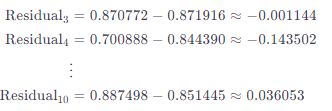 Residual₃ = 0.870772 − 0.871916 ≈ −0.001144
Residual₄ = 0.700888 − 0.844390 ≈ −0.143502
⋮
Residual₁₀ = 0.887498 − 0.851445 ≈ 0.036053